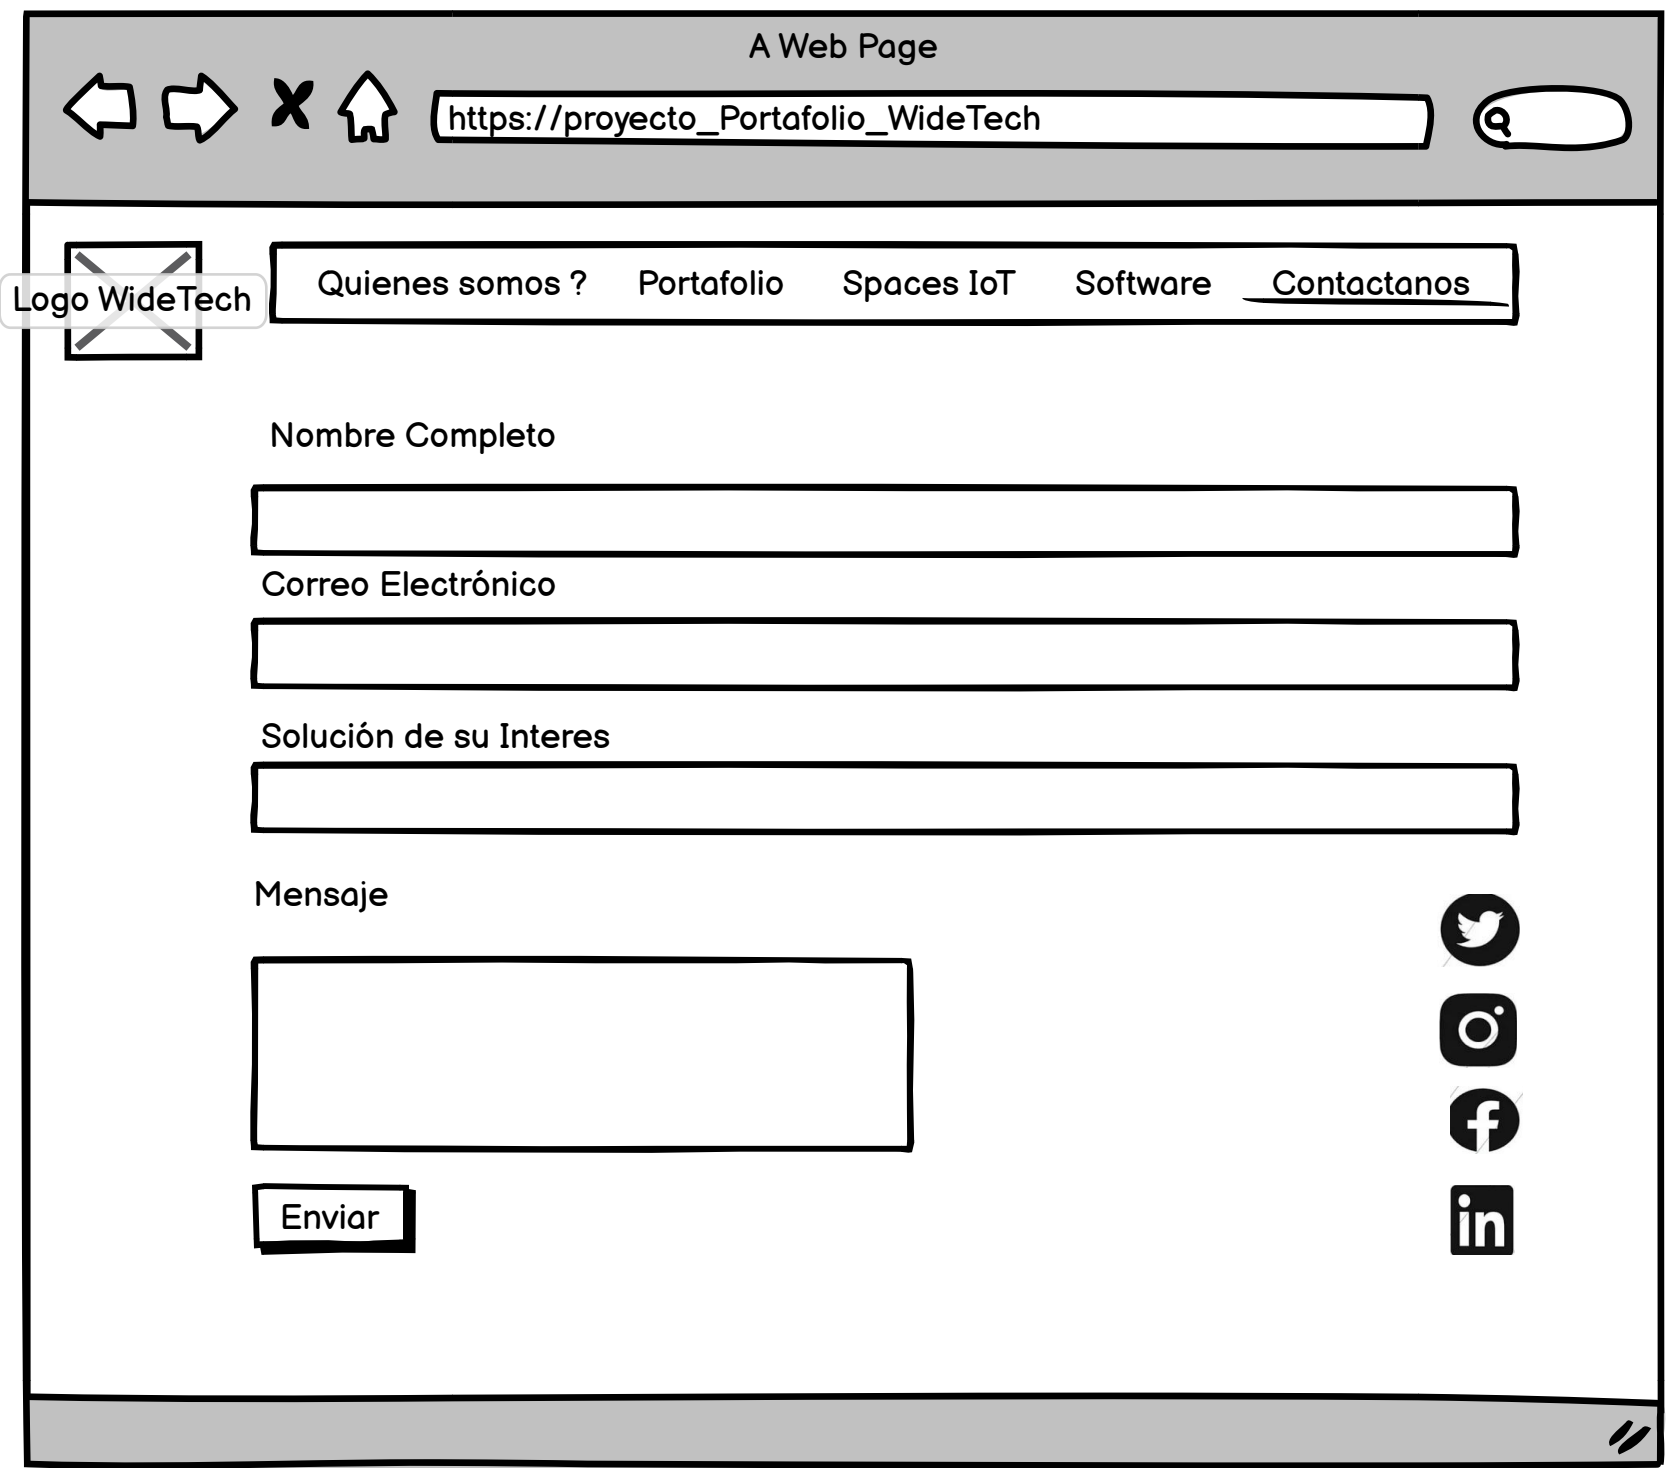 A Web Page
https://proyecto_Portafolio_WideTech
Logo WideTech
Quienes somos ? Portafolio Spaces IoT Software Contactanos
Nombre Completo
Correo Electrónico
Solución de su Interes
Mensaje
Enviar
in